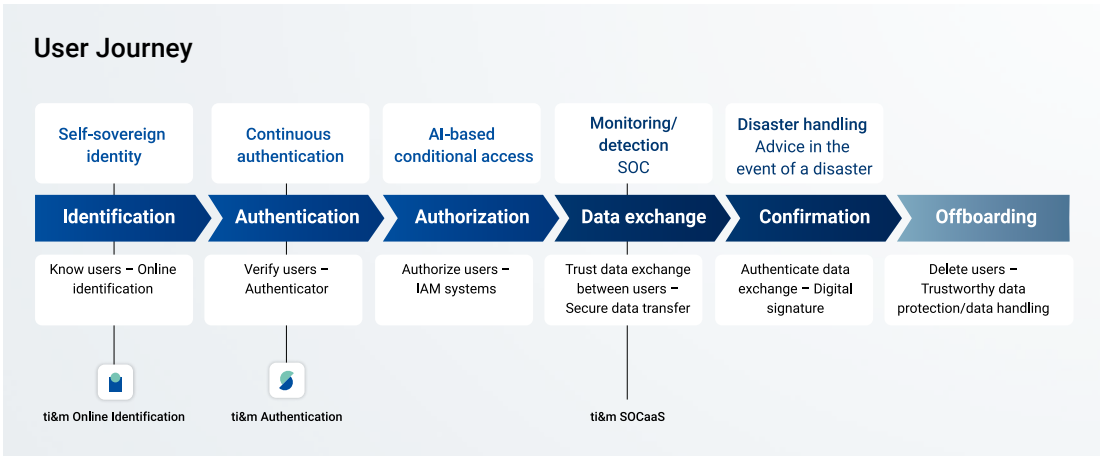 User Journey
Self-sovereign
identity
Continuous
authentication
AI-based
conditional access
Monitoring/
detection
SOC
Disaster handling
Advice in the
event of a disaster
Identification
Authentication
Authorization
Data exchange
Confirmation
Offboarding
Know users – Online
identification
Verify users –
Authenticator
Authorize users –
IAM systems
Trust data exchange
between users –
Secure data transfer
Authenticate data
exchange – Digital
signature
Delete users –
Trustworthy data
protection/data handling
ti&m Online Identification
ti&m Authentication
ti&m SOCaaS